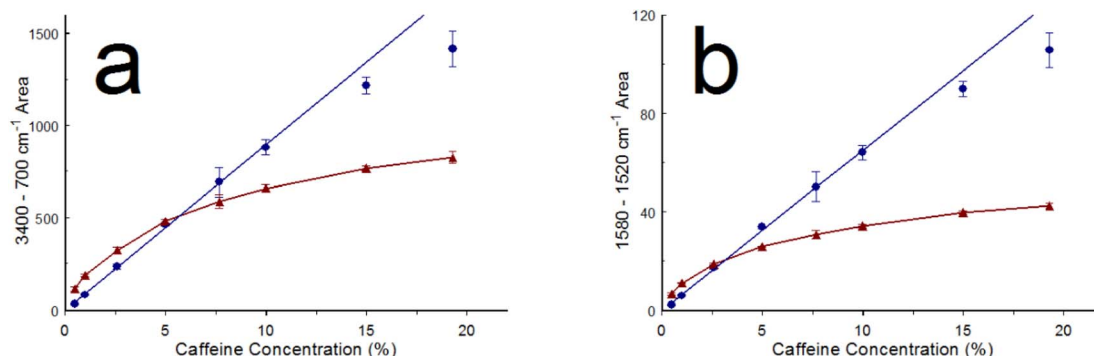 a
1500
1000
500
0
3400 - 700 cm⁻¹ Area
0 5 10 15 20
Caffeine Concentration (%)
b
120
80
40
0
1580 - 1520 cm⁻¹ Area
0 5 10 15 20
Caffeine Concentration (%)